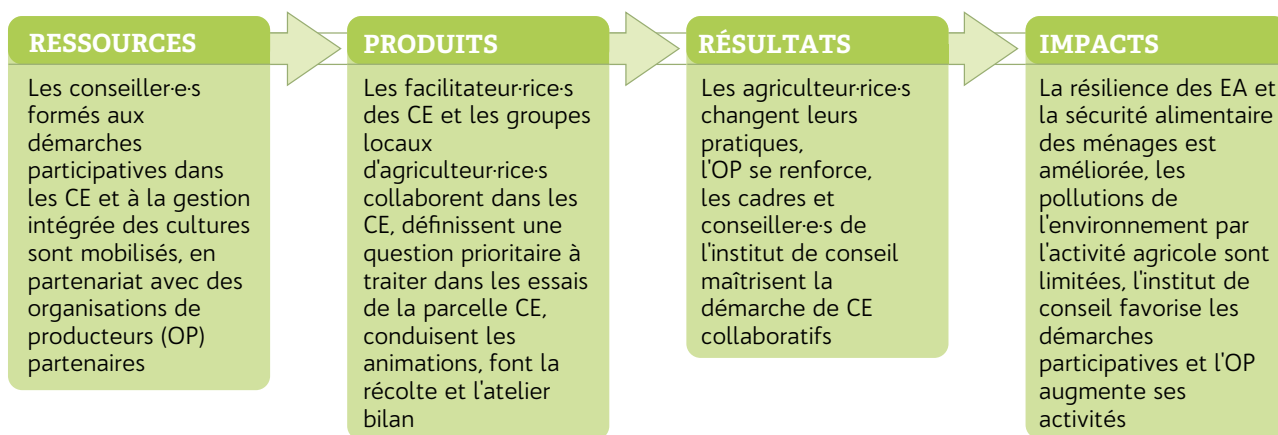 RESSOURCES
Les conseiller·e·s
formés aux
démarches
participatives dans
les CE et à la gestion
intégrée des cultures
sont mobilisés, en
partenariat avec des
organisations de
producteurs (OP)
partenaires
PRODUITS
Les facilitateur·rice·s
des CE et les groupes
locaux
d'agriculteur·rice·s
collaborent dans les
CE, définissent une
question prioritaire à
traiter dans les essais
de la parcelle CE,
conduisent les
animations, font la
récolte et l'atelier
bilan
RÉSULTATS
Les agriculteur·rice·s
changent leurs
pratiques,
l'OP se renforce,
les cadres et
conseiller·e·s de
l'institut de conseil
maîtrisent la
démarche de CE
collaboratifs
IMPACTS
La résilience des EA et
la sécurité alimentaire
des ménages est
améliorée, les
pollutions de
l'environnement par
l'activité agricole sont
limitées, l'institut de
conseil favorise les
démarches
participatives et l'OP
augmente ses
activités